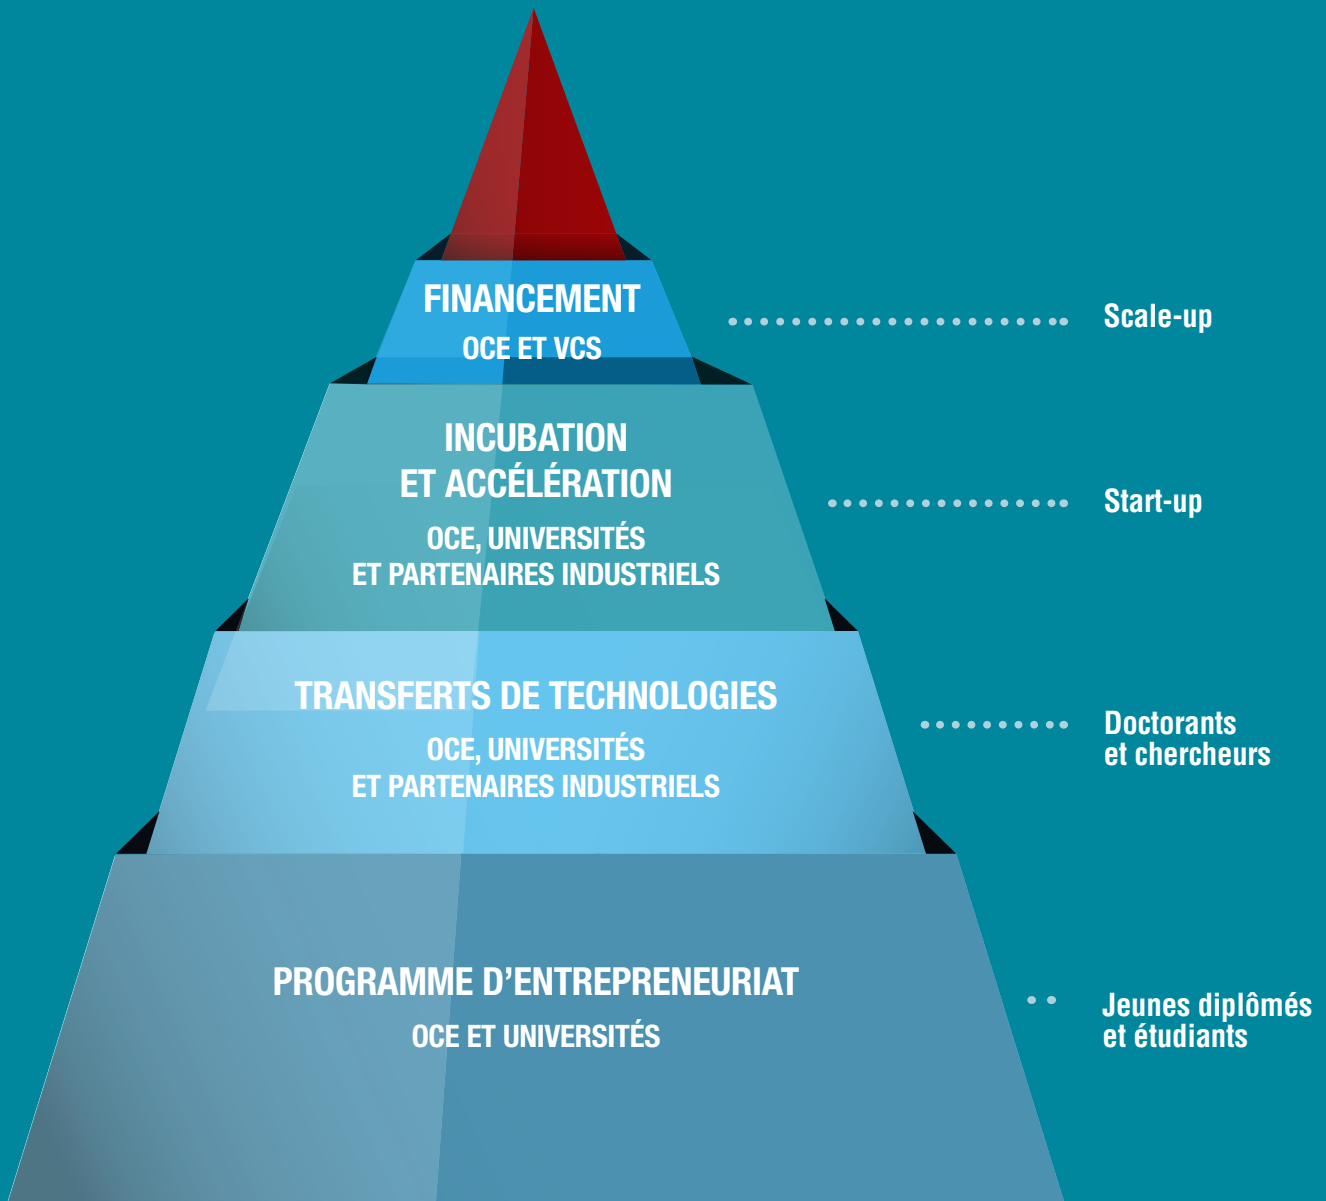 FINANCEMENT
OCE ET VCS
Scale-up
INCUBATION
ET ACCÉLÉRATION
OCE, UNIVERSITÉS
ET PARTENAIRES INDUSTRIELS
Start-up
TRANSFERTS DE TECHNOLOGIES
OCE, UNIVERSITÉS
ET PARTENAIRES INDUSTRIELS
Doctorants
et chercheurs
PROGRAMME D’ENTREPRENEURIAT
OCE ET UNIVERSITÉS
Jeunes diplômés
et étudiants